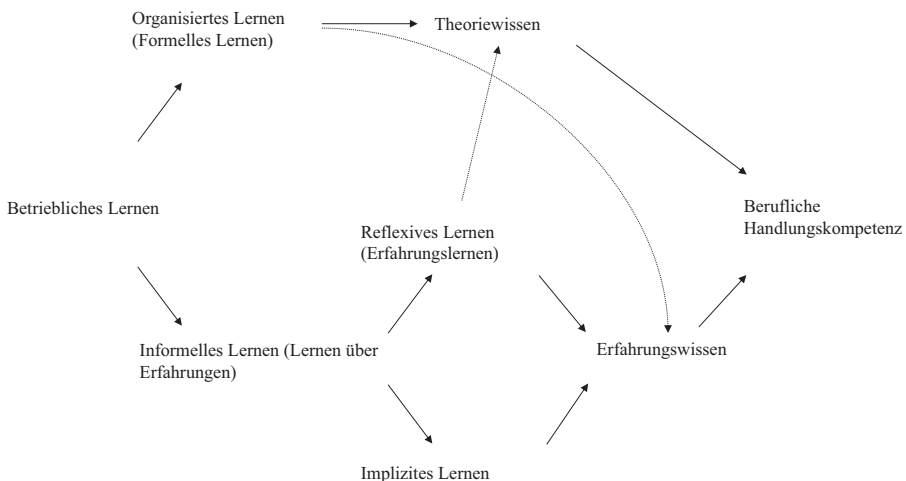 Organisiertes Lernen
(Formelles Lernen)
Theoriewissen
Betriebliches Lernen
Reflexives Lernen
(Erfahrungslernen)
Berufliche
Handlungskompetenz
Informelles Lernen (Lernen über
Erfahrungen)
Erfahrungswissen
Implizites Lernen